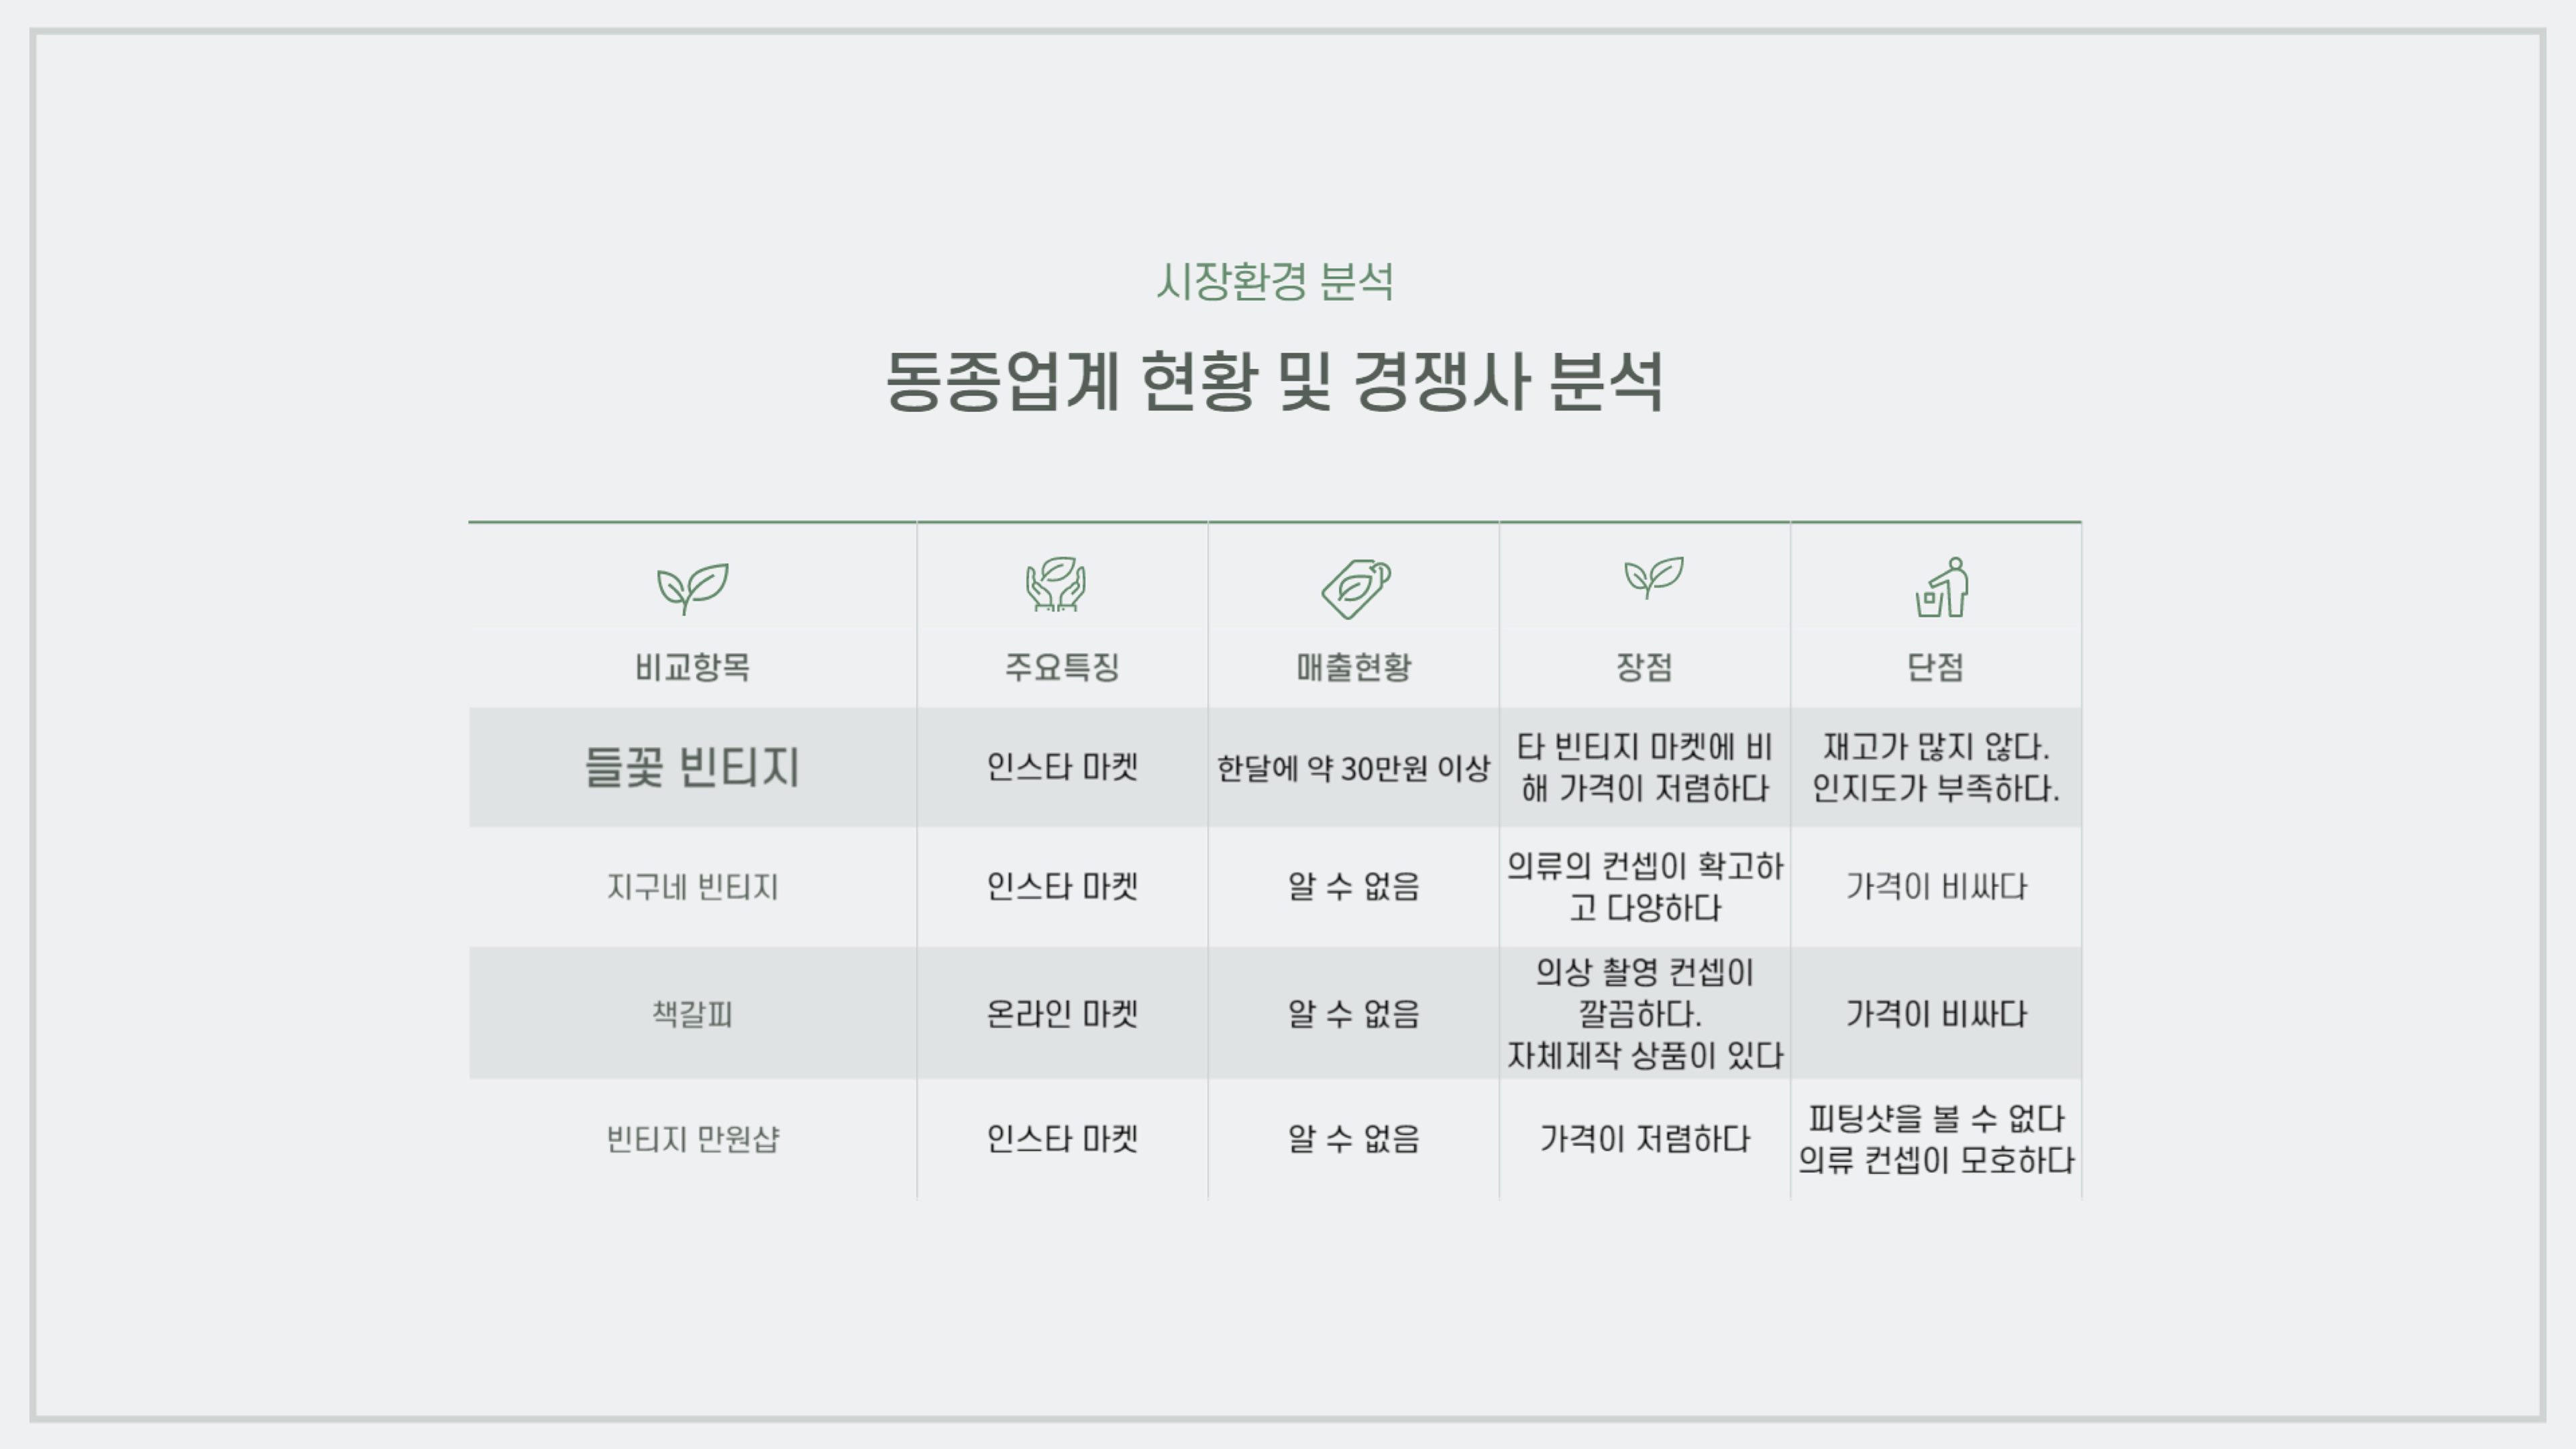 시장환경 분석
동종업계 현황 및 경쟁사 분석
비교항목 주요특징 매출현황 장점 단점
들꽃 빈티지 인스타 마켓 한달에 약 30만원 이상
타 빈티지 마켓에 비
해 가격이 저렴하다
재고가 많지 않다.
인지도가 부족하다.
지구네 빈티지 인스타 마켓 알 수 없음
의류의 컨셉이 확고하
고 다양하다
가격이 비싸다
책갈피 온라인 마켓 알 수 없음
의상 촬영 컨셉이
깔끔하다.
자체제작 상품이 있다
가격이 비싸다
빈티지 만원샵 인스타 마켓 알 수 없음 가격이 저렴하다
피팅샷을 볼 수 없다
의류 컨셉이 모호하다